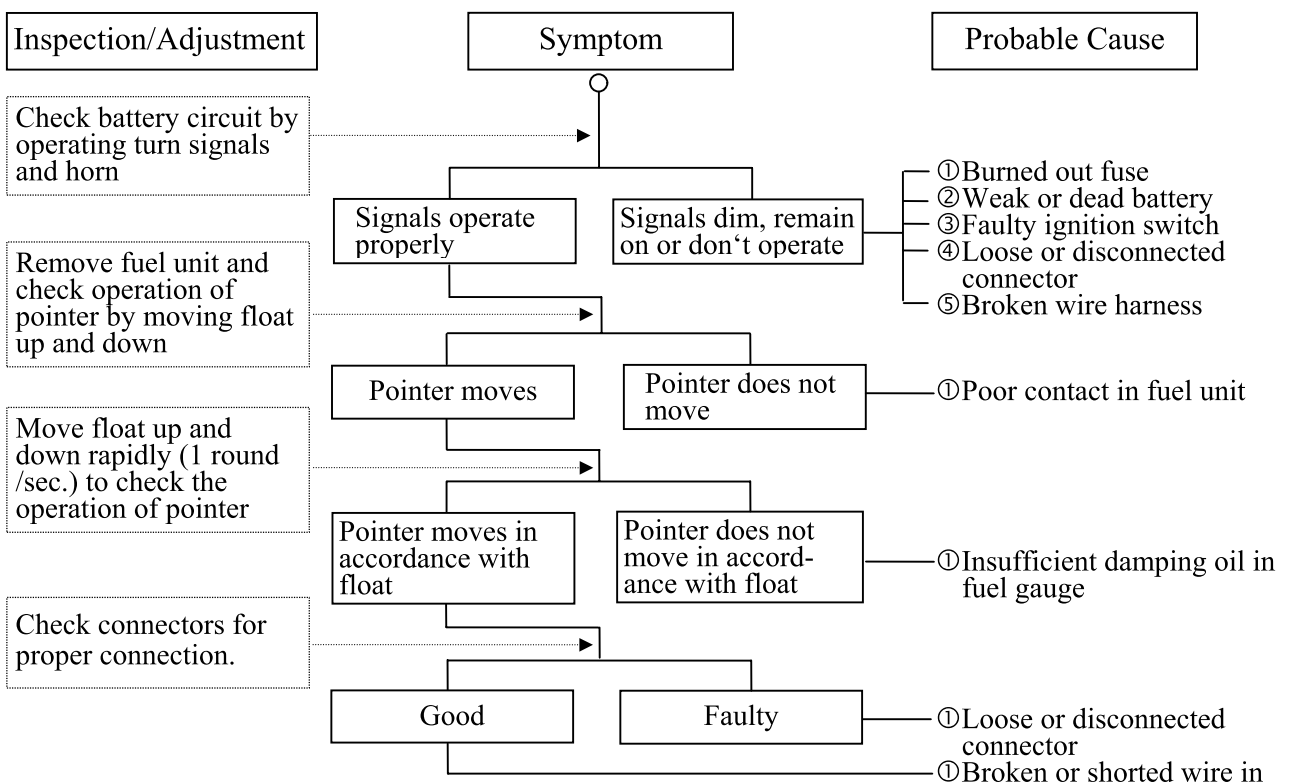 Inspection/Adjustment
Symptom
Probable Cause
Check battery circuit by
operating turn signals
and horn
Signals operate
properly
Signals dim, remain
on or don‘t operate
①Burned out fuse
②Weak or dead battery
③Faulty ignition switch
④Loose or disconnected
connector
⑤Broken wire harness
Remove fuel unit and
check operation of
pointer by moving float
up and down
Pointer moves
Pointer does not
move
①Poor contact in fuel unit
Move float up and
down rapidly (1 round
/sec.) to check the
operation of pointer
Pointer moves in
accordance with
float
Pointer does not
move in accord-
ance with float
①Insufficient damping oil in
fuel gauge
Check connectors for
proper connection.
Good
Faulty
①Loose or disconnected
connector
①Broken or shorted wire in